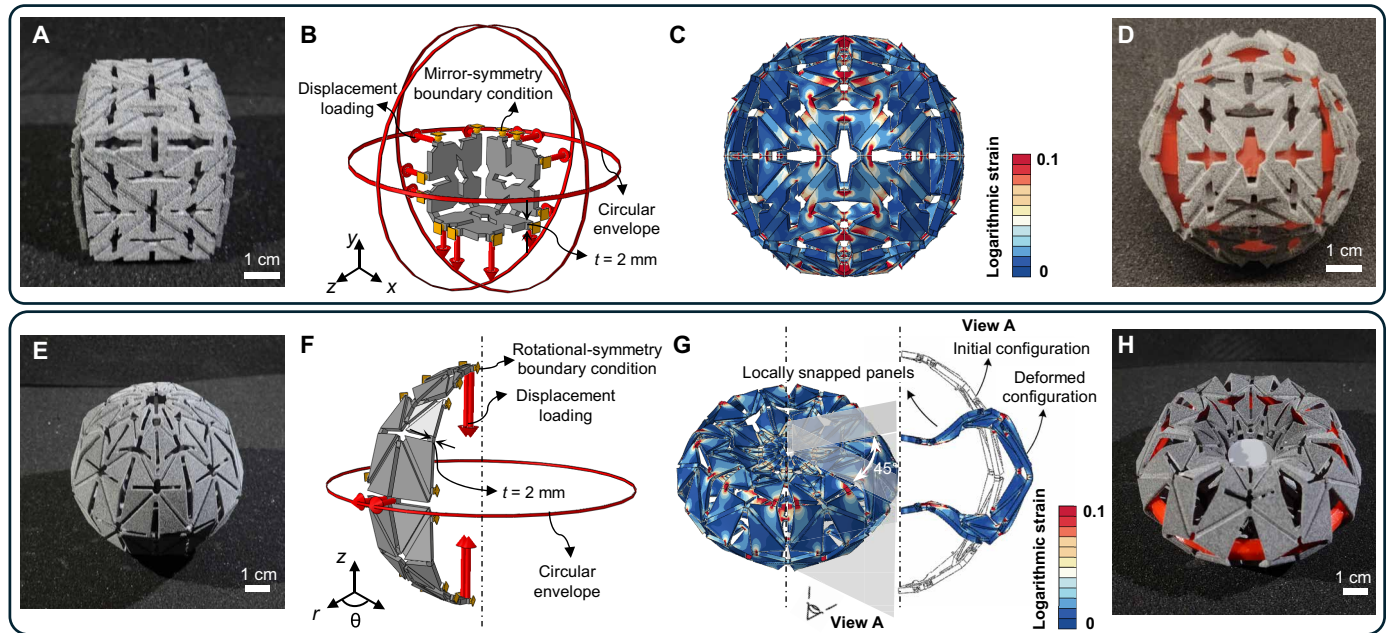 A
1 cm
B
Displacement
loading
Mirror-symmetry
boundary condition
Circular
envelope
t = 2 mm
y
z
x
C
Logarithmic strain
0.1
0
D
1 cm
E
1 cm
F
Rotational-symmetry
boundary condition
Displacement
loading
t = 2 mm
Circular
envelope
z
r
θ
G
Locally snapped panels
45°
View A
View A
Initial configuration
Deformed
configuration
Logarithmic strain
0.1
0
H
1 cm